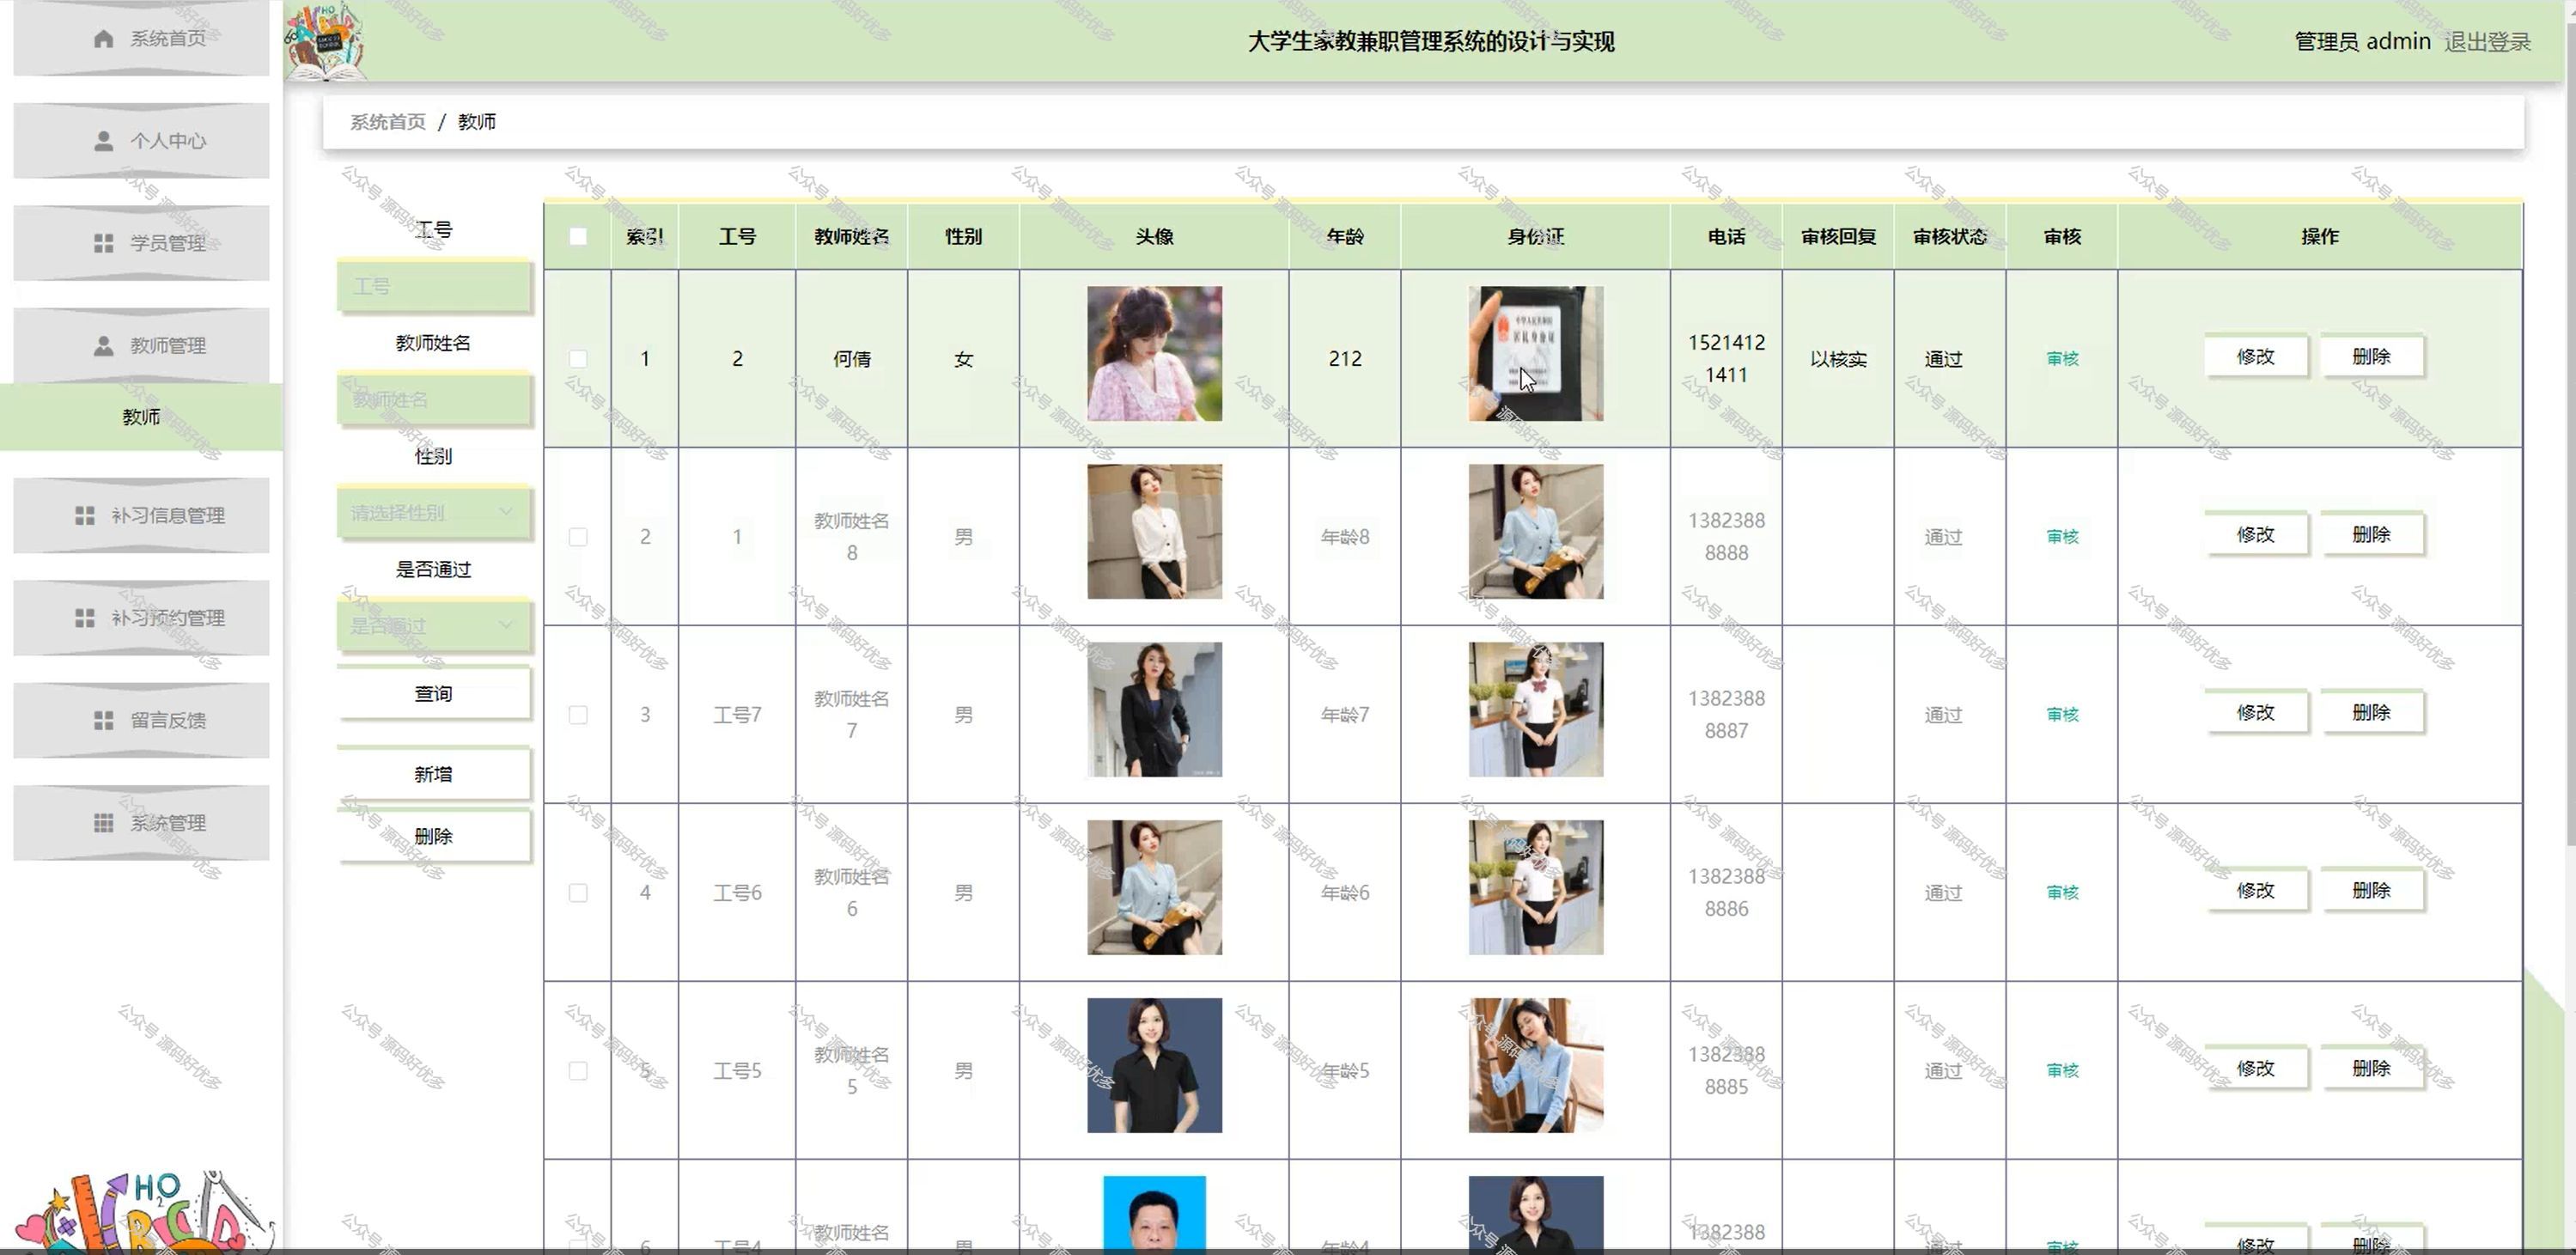 系统首页
个人中心
学员管理
教师管理
教师
补习信息管理
补习预约管理
留言反馈
系统管理
大学生家教兼职管理系统的设计与实现
管理员 admin 退出登录
系统首页 / 教师
工号
工号
教师姓名
教师姓名
性别
请选择性别
是否通过
是否通过
查询
新增
删除
索引 工号 教师姓名 性别 头像 年龄 身份证 电话 审核回复 审核状态 审核 操作
1 2 何倩 女 212 15214121411 以核实 通过 审核 修改 删除
中华人民共和国
居民身份证
2 1 教师姓名8 男 年龄8 13823888888 通过 审核 修改 删除
3 工号7 教师姓名7 男 年龄7 13823888887 通过 审核 修改 删除
4 工号6 教师姓名6 男 年龄6 13823888886 通过 审核 修改 删除
5 工号5 教师姓名5 男 年龄5 13823888885 通过 审核 修改 删除
6 工号4 教师姓名 男 年龄4 1382388 通过 审核 修改 删除
公众号 源码好优多